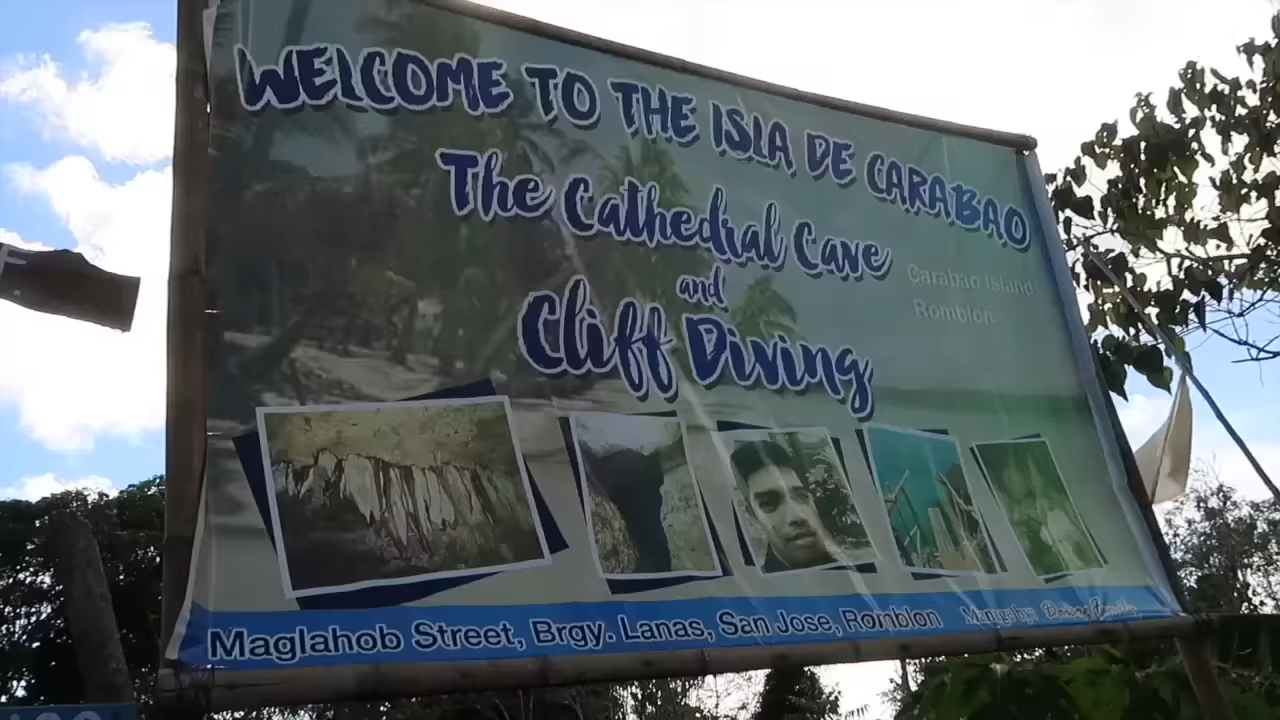 WELCOME TO THE ISLA DE CARABAO
The Cathedral Cave
and
Cliff Diving
Carabao Island
Romblon
Maglahob Street, Brgy. Lanas, San Jose, Romblon